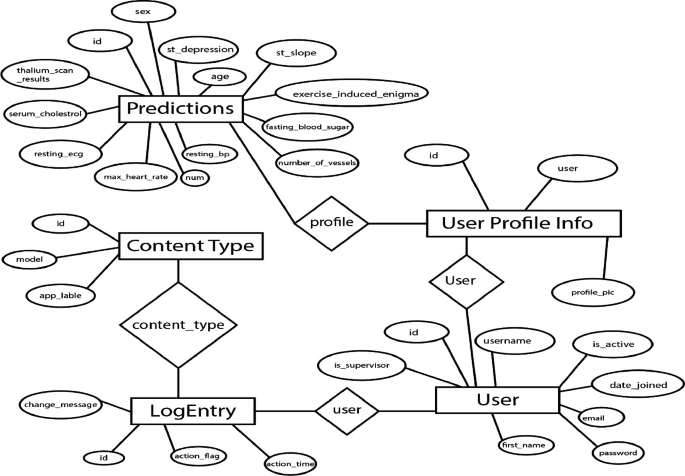 sex
id
st_depression
st_slope
thalium_scan
_results
age
exercise_induced_enigma
Predictions
serum_cholestrol
fasting_blood_sugar
resting_ecg
resting_bp
number_of_vessels
max_heart_rate
num
id
user
profile
User Profile Info
id
Content Type
model
app_lable
User
profile_pic
content_type
id
username
is_active
is_supervisor
date_joined
change_message
LogEntry
user
User
email
first_name
password
id
action_flag
action_time